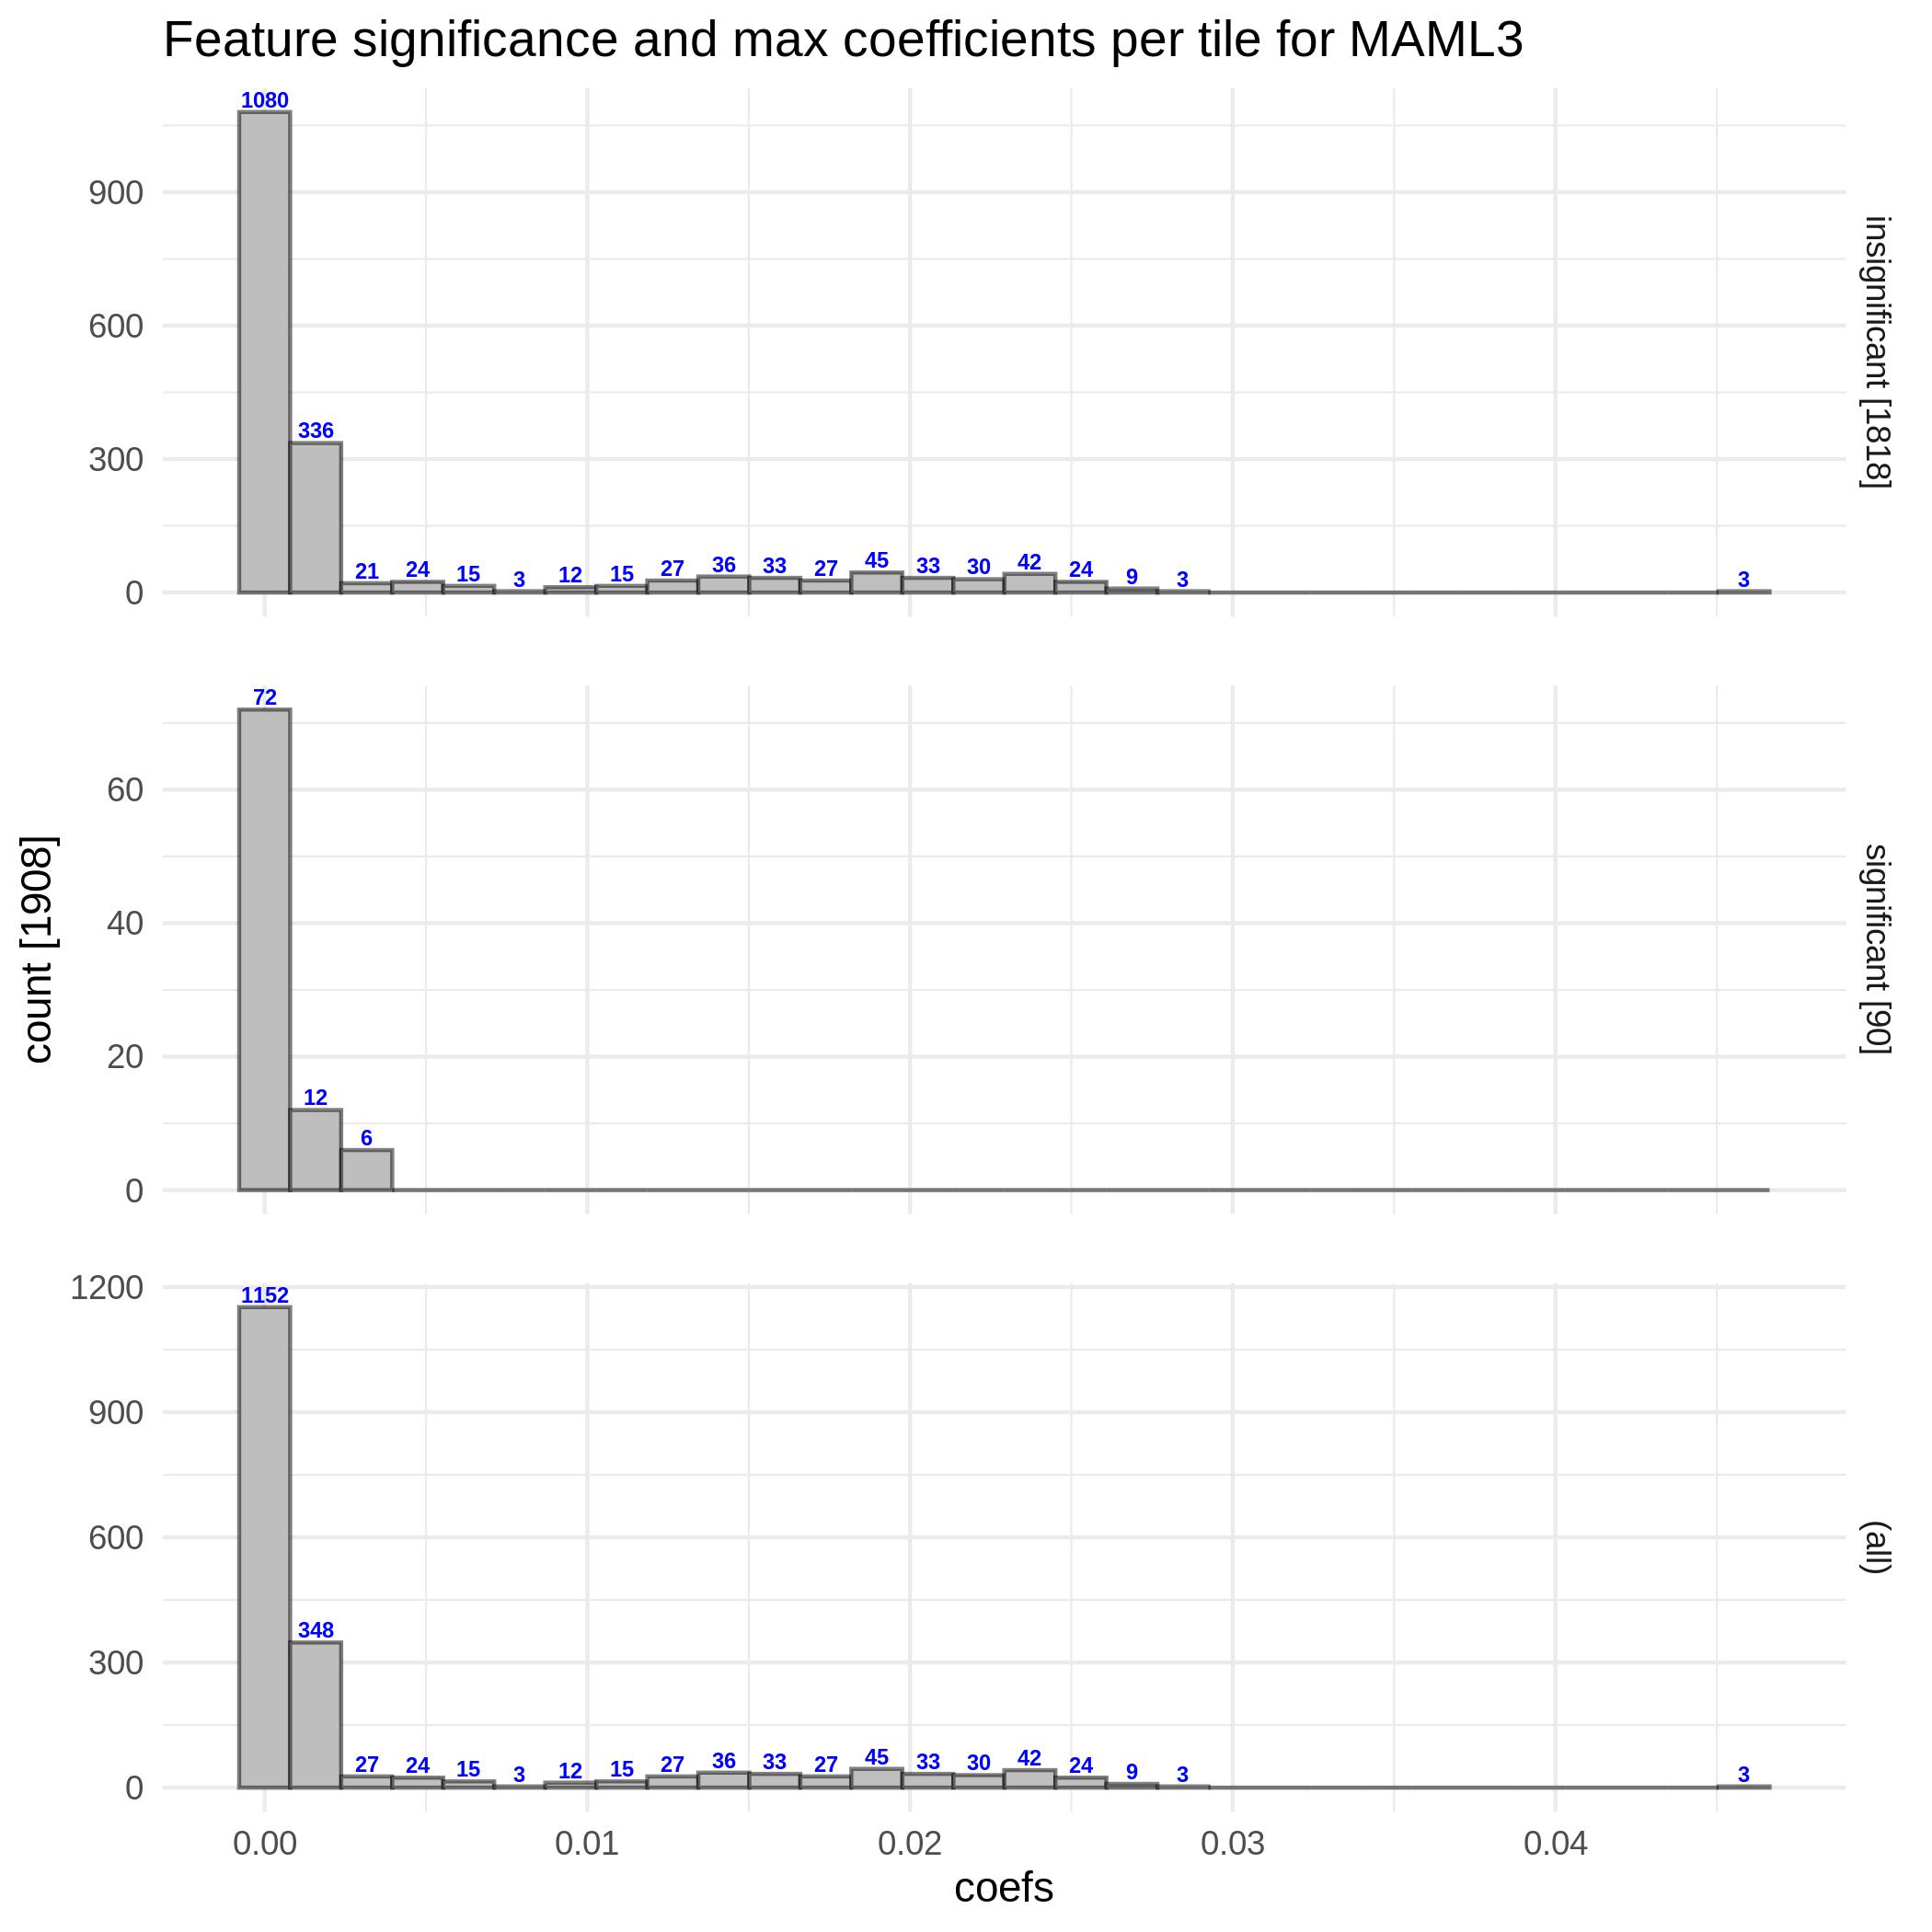 Feature significance and max coefficients per tile for MAML3
1080
336
21 24 15 3 12 15 27 36 33 27 45 33 30 42 24 9 3 3
900
600
300
0
insignificant [1818]
72
12
6
60
40
20
0
significant [90]
count [1908]
1152
348
27 24 15 3 12 15 27 36 33 27 45 33 30 42 24 9 3 3
1200
900
600
300
0
(all)
0.00 0.01 0.02 0.03 0.04
coefs